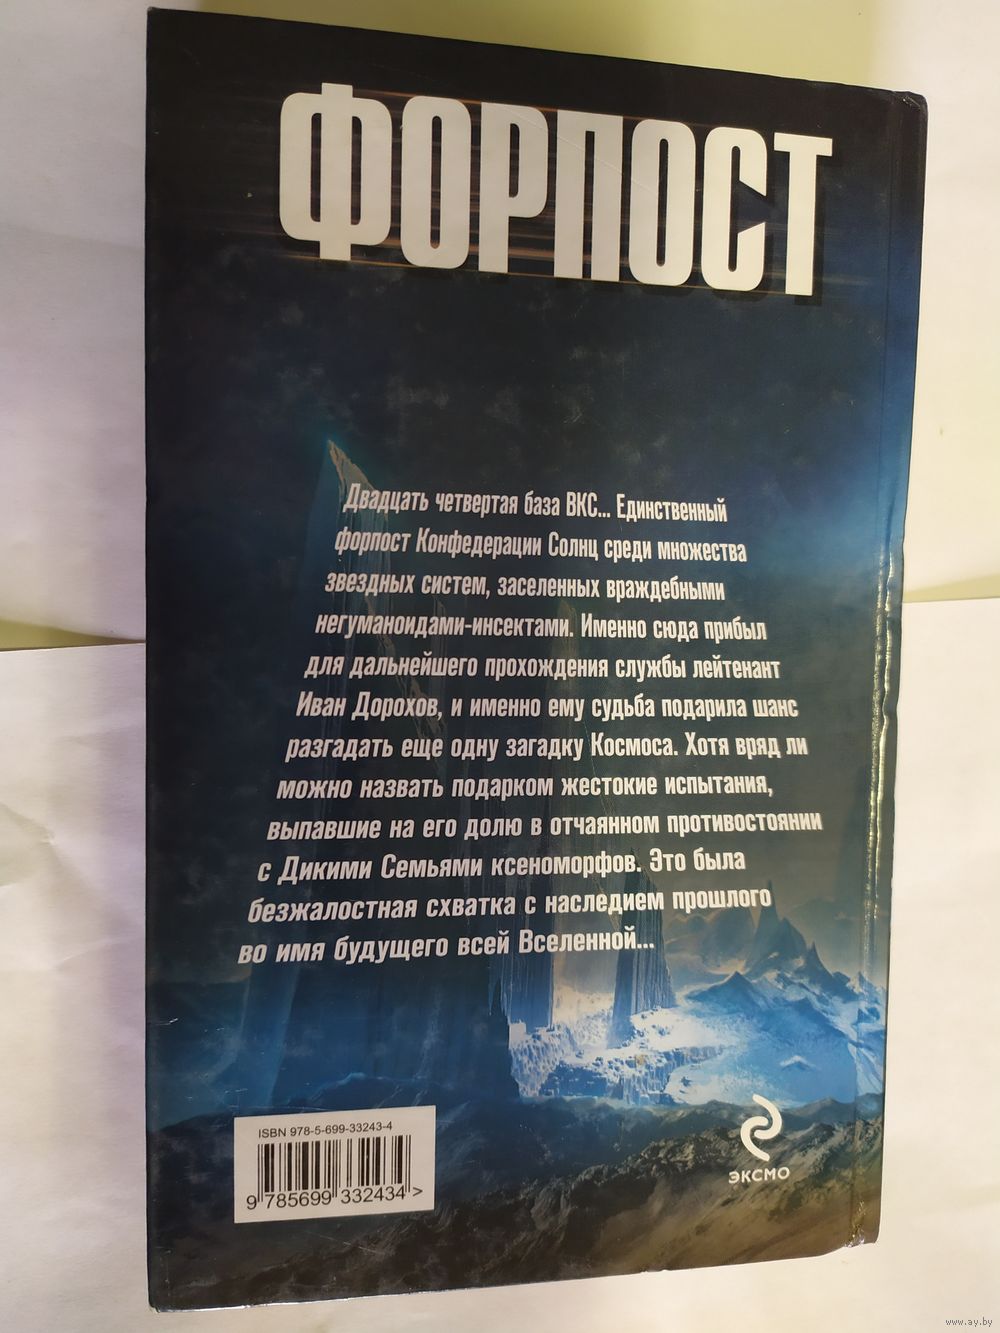 ФОРПОСТ
Двадцать четвертая база ВКС... Единственный
форпост Конфедерации Солнц среди множества
звездных систем, заселенных враждебными
негуманоидами-инсектами. Именно сюда прибыл
для дальнейшего прохождения службы лейтенант
Иван Дорохов, и именно ему судьба подарила шанс
разгадать еще одну загадку Космоса. Хотя вряд ли
можно назвать подарком жестокие испытания,
выпавшие на его долю в отчаянном противостоянии
с Дикими Семьями ксеноморфов. Это была
безжалостная схватка с наследием прошлого
во имя будущего всей Вселенной...
ISBN 978-5-699-33243-4
9 785699 332434 >
ЭКСМО
www.ay.by